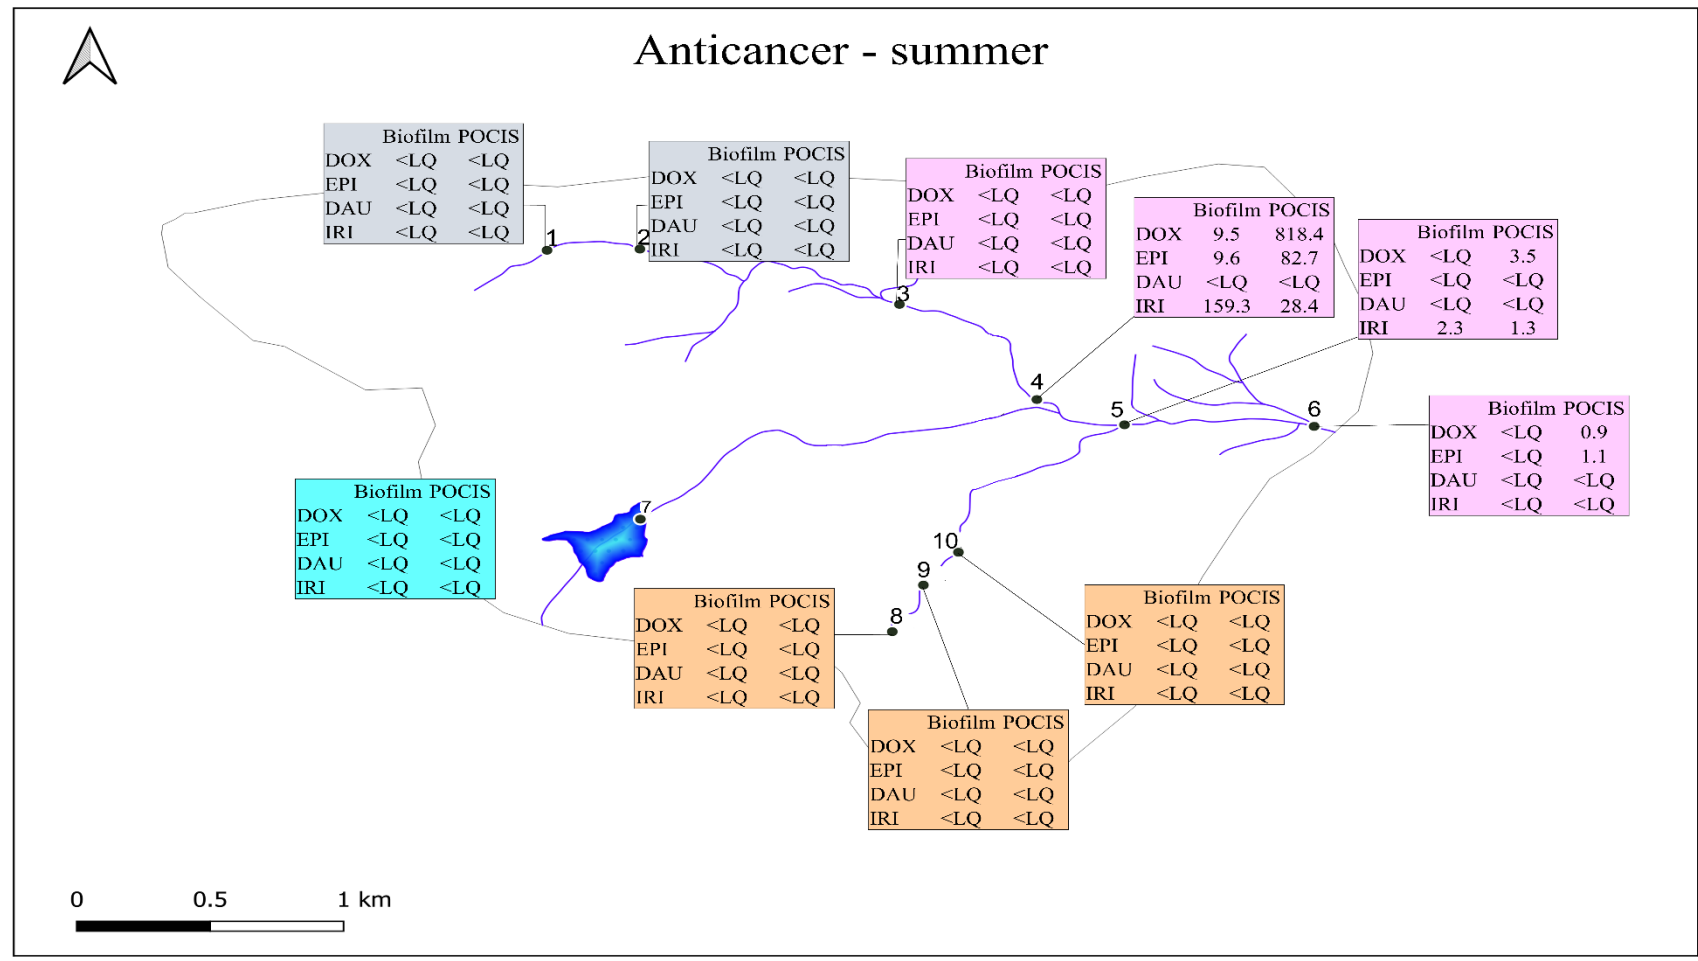 Anticancer - summer
Biofilm POCIS
DOX <LQ <LQ
EPI <LQ <LQ
DAU <LQ <LQ
IRI <LQ <LQ
1
Biofilm POCIS
DOX <LQ <LQ
EPI <LQ <LQ
DAU <LQ <LQ
IRI <LQ <LQ
2
Biofilm POCIS
DOX <LQ <LQ
EPI <LQ <LQ
DAU <LQ <LQ
IRI <LQ <LQ
3
Biofilm POCIS
DOX 9.5 818.4
EPI 9.6 82.7
DAU <LQ <LQ
IRI 159.3 28.4
4
Biofilm POCIS
DOX <LQ 3.5
EPI <LQ <LQ
DAU <LQ <LQ
IRI 2.3 1.3
5
6
Biofilm POCIS
DOX <LQ 0.9
EPI <LQ 1.1
DAU <LQ <LQ
IRI <LQ <LQ
Biofilm POCIS
DOX <LQ <LQ
EPI <LQ <LQ
DAU <LQ <LQ
IRI <LQ <LQ
7
10
9
8
Biofilm POCIS
DOX <LQ <LQ
EPI <LQ <LQ
DAU <LQ <LQ
IRI <LQ <LQ
Biofilm POCIS
DOX <LQ <LQ
EPI <LQ <LQ
DAU <LQ <LQ
IRI <LQ <LQ
Biofilm POCIS
DOX <LQ <LQ
EPI <LQ <LQ
DAU <LQ <LQ
IRI <LQ <LQ
0 0.5 1 km